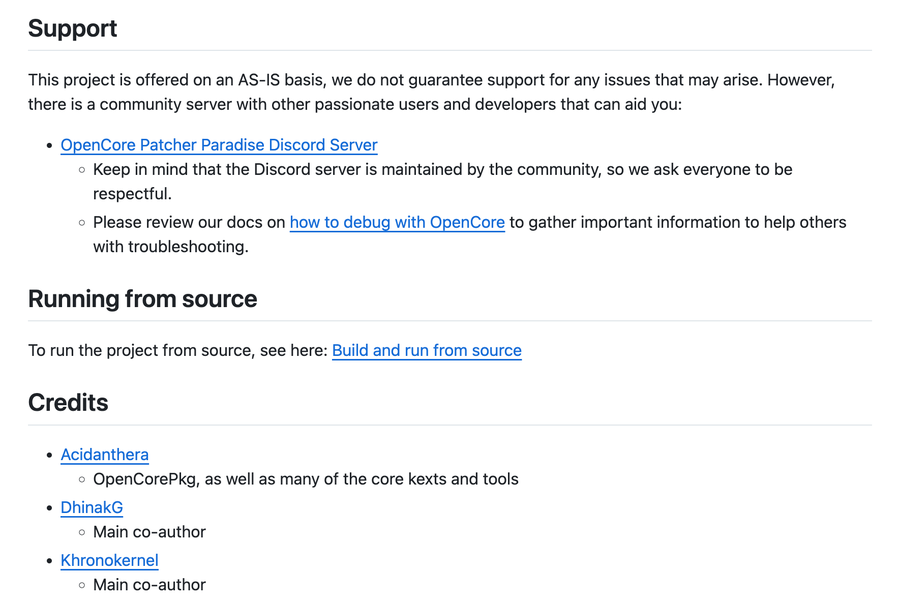 Support
This project is offered on an AS-IS basis, we do not guarantee support for any issues that may arise. However,
there is a community server with other passionate users and developers that can aid you:
OpenCore Patcher Paradise Discord Server
Keep in mind that the Discord server is maintained by the community, so we ask everyone to be
respectful.
Please review our docs on how to debug with OpenCore to gather important information to help others
with troubleshooting.
Running from source
To run the project from source, see here: Build and run from source
Credits
Acidanthera
OpenCorePkg, as well as many of the core kexts and tools
DhinakG
Main co-author
Khronokernel
Main co-author